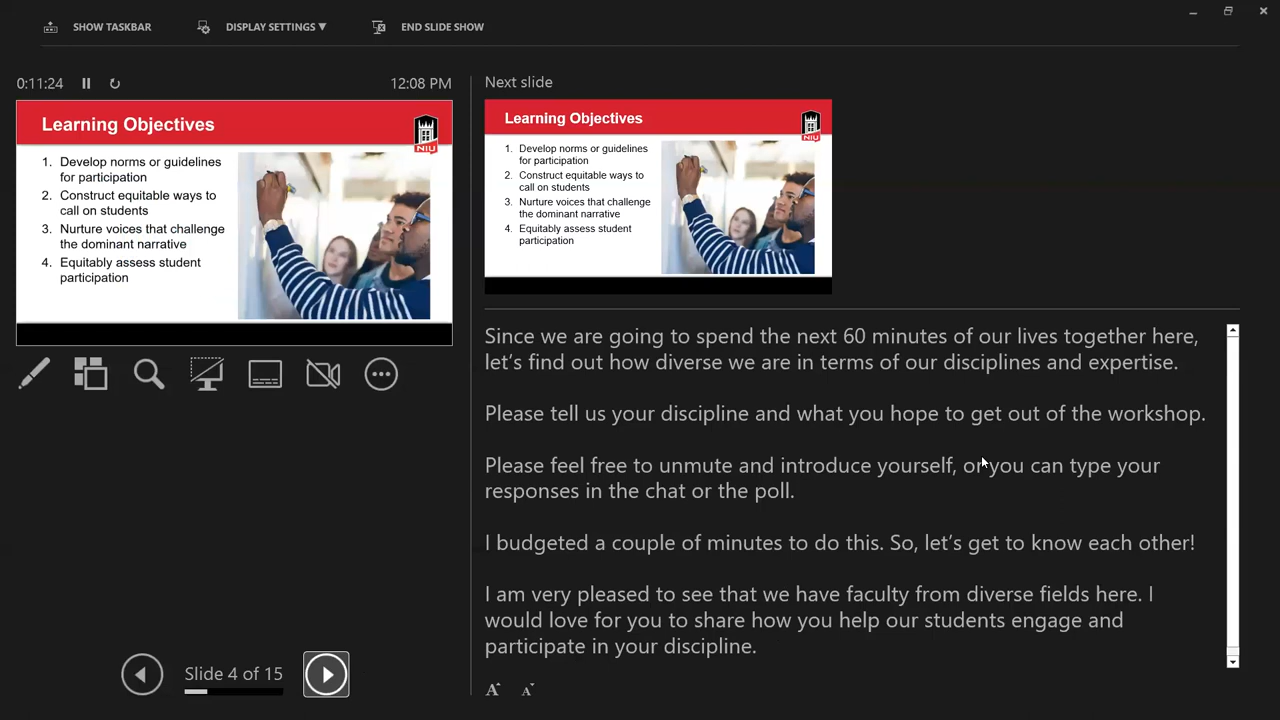 SHOW TASKBAR
DISPLAY SETTINGS ▼
END SLIDE SHOW
0:11:24
12:08 PM
Learning Objectives
NIU
1. Develop norms or guidelines
for participation
2. Construct equitable ways to
call on students
3. Nurture voices that challenge
the dominant narrative
4. Equitably assess student
participation
Slide 4 of 15
Next slide
Learning Objectives
NIU
1. Develop norms or guidelines
for participation
2. Construct equitable ways to
call on students
3. Nurture voices that challenge
the dominant narrative
4. Equitably assess student
participation
Since we are going to spend the next 60 minutes of our lives together here,
let’s find out how diverse we are in terms of our disciplines and expertise.
Please tell us your discipline and what you hope to get out of the workshop.
Please feel free to unmute and introduce yourself, or you can type your
responses in the chat or the poll.
I budgeted a couple of minutes to do this. So, let’s get to know each other!
I am very pleased to see that we have faculty from diverse fields here. I
would love for you to share how you help our students engage and
participate in your discipline.
A A